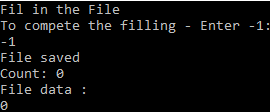 Fil in the File
To compete the filling - Enter -1:
-1
File saved
Count: 0
File data :
0